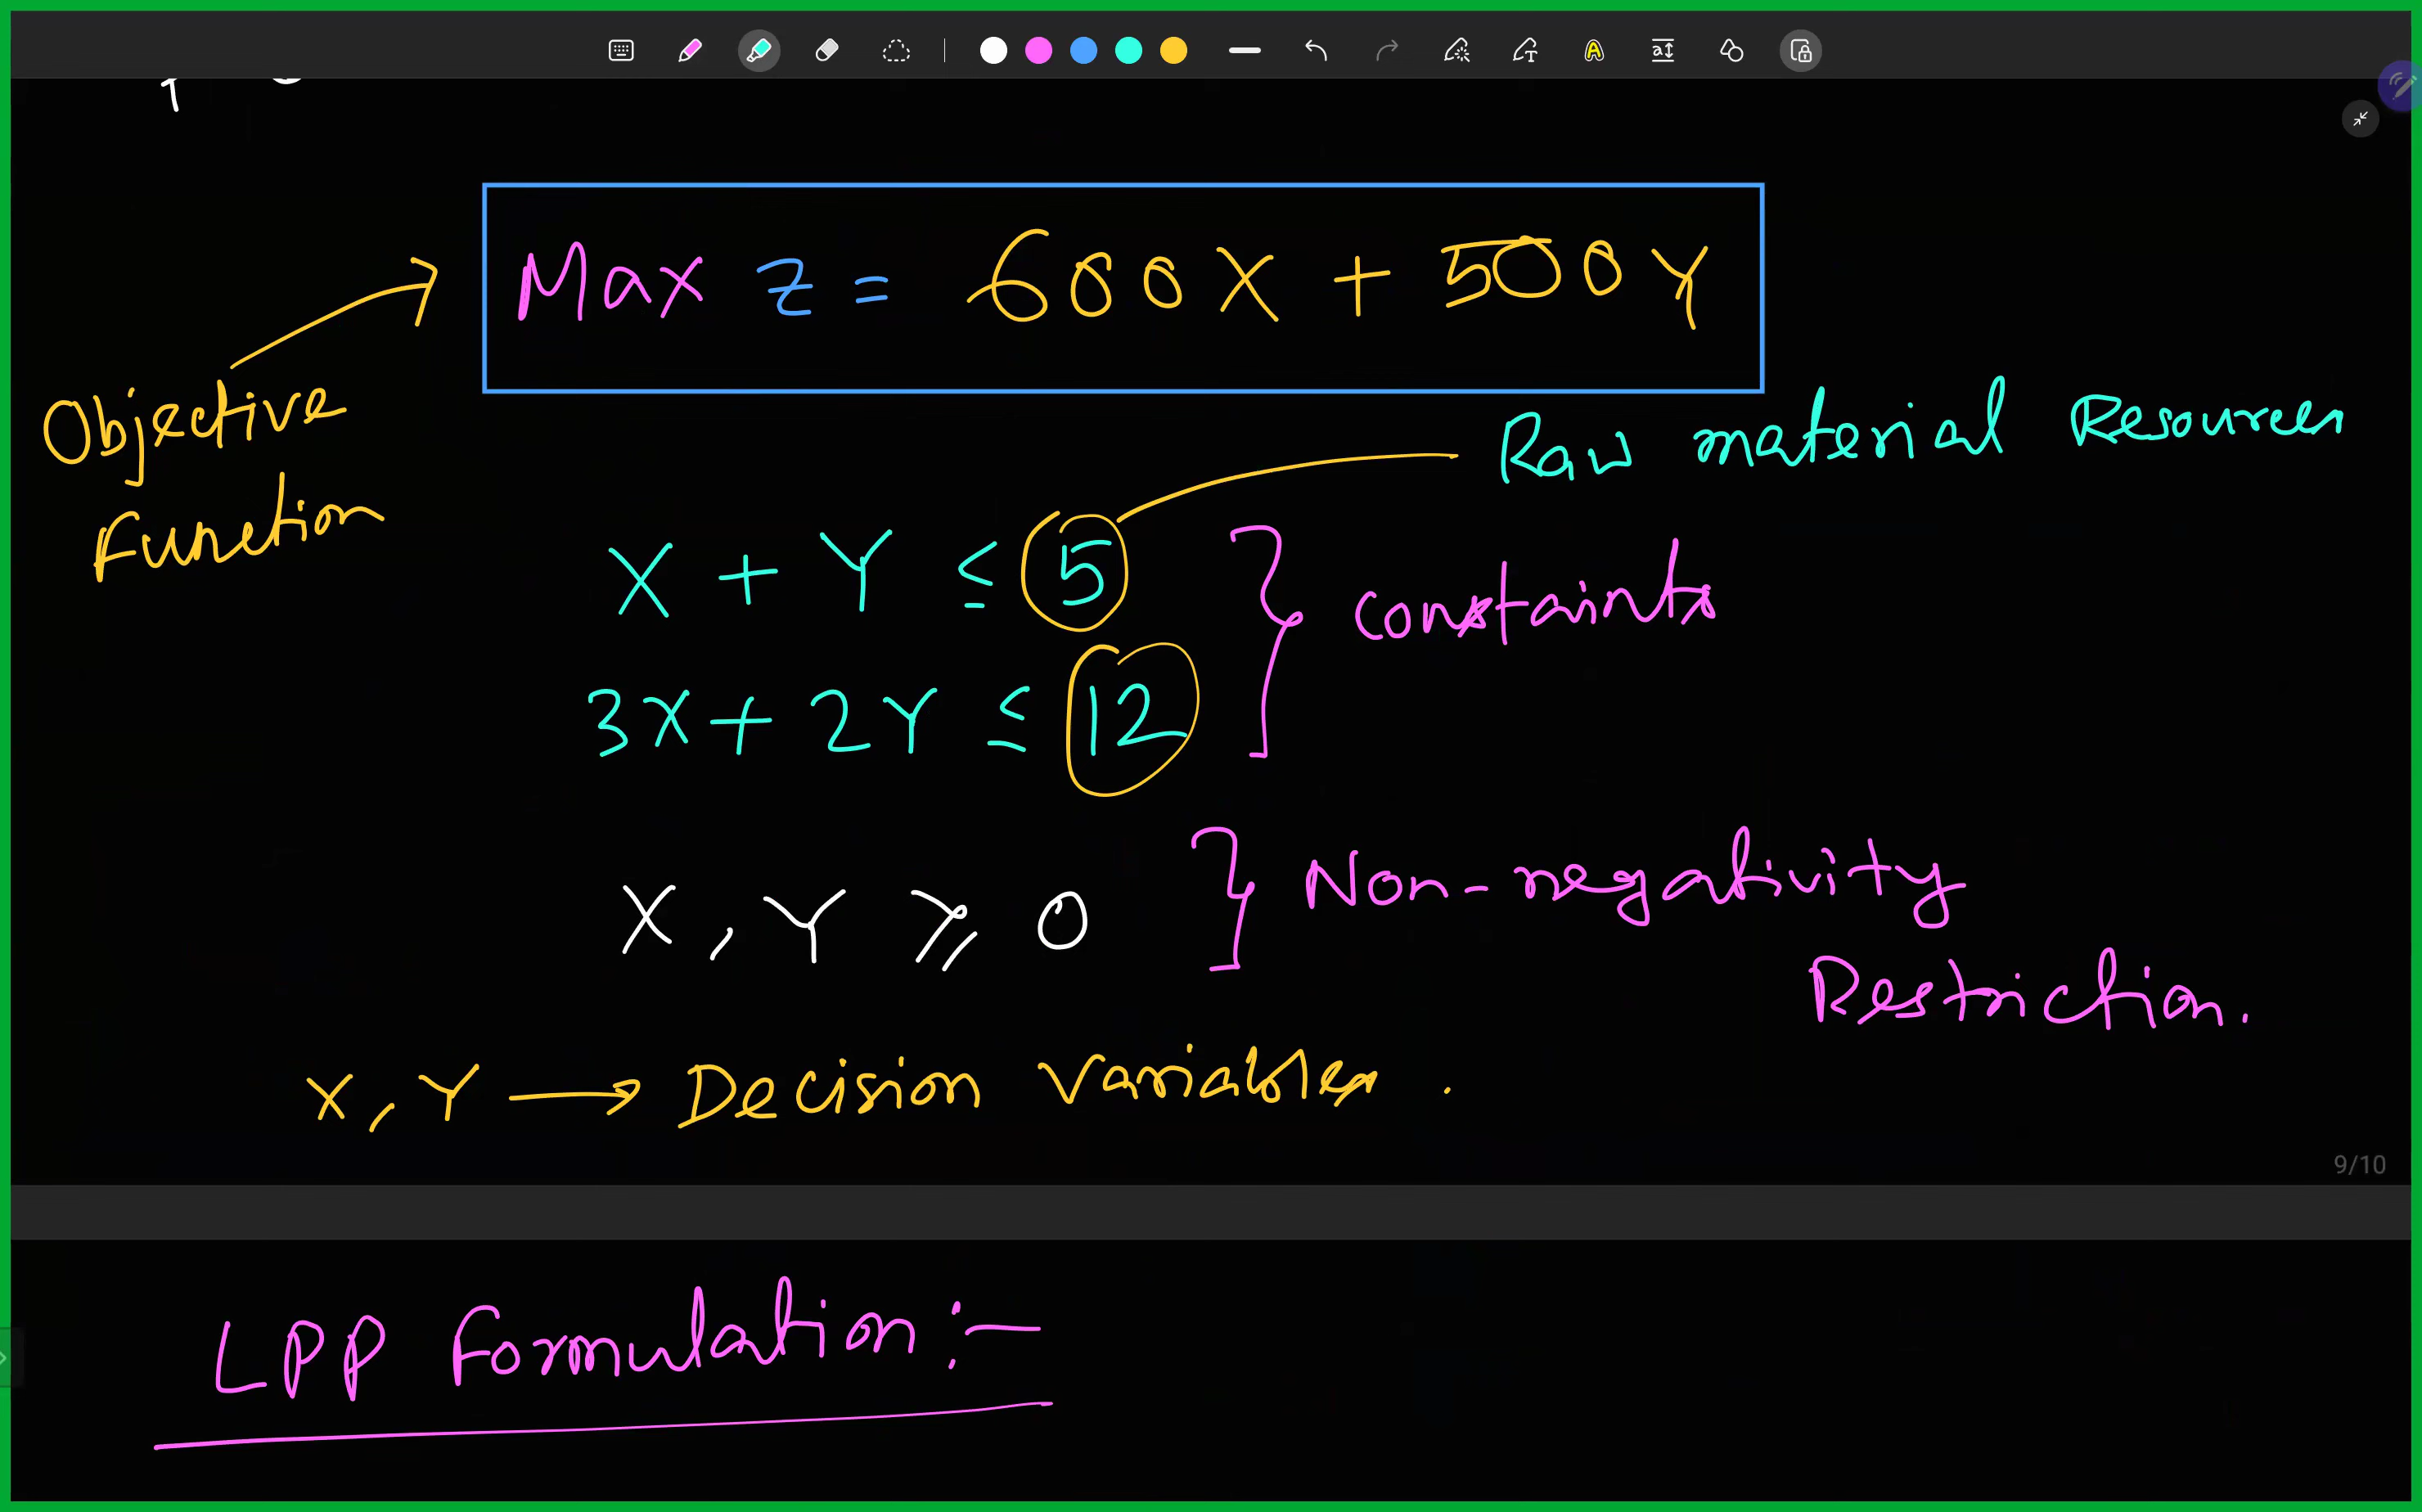 Max Z = 600X + 500Y
Objective
Function
Raw material Resources
X + Y ≤ 5
Constaints
3X + 2Y ≤ 12
X, Y ≥ 0
Non-negativity
Restriction.
X, Y → Decision Variables.
9/10
LPP Formulation:-